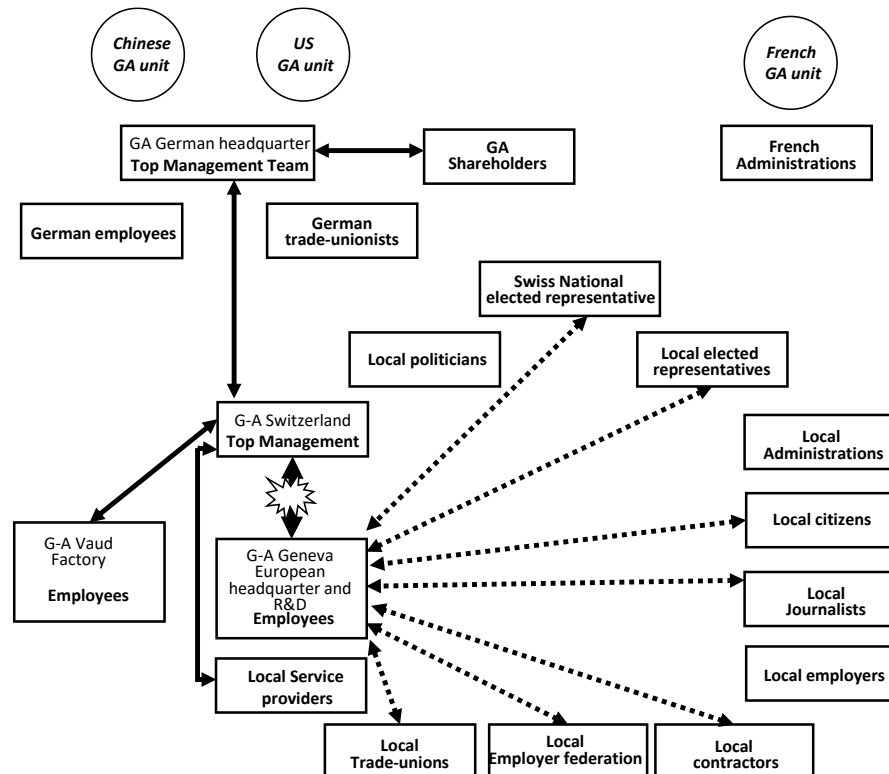 Chinese
GA unit
US
GA unit
French
GA unit
GA German headquarter
Top Management Team
GA
Shareholders
French
Administrations
German employees
German
trade-unionists
Swiss National
elected representative
Local politicians
Local elected
representatives
G-A Switzerland
Top Management
Local
Administrations
G-A Vaud
Factory
Employees
G-A Geneva
European
headquarter and
R&D
Employees
Local citizens
Local
Journalists
Local employers
Local Service
providers
Local
Trade-unions
Local
Employer federation
Local
contractors